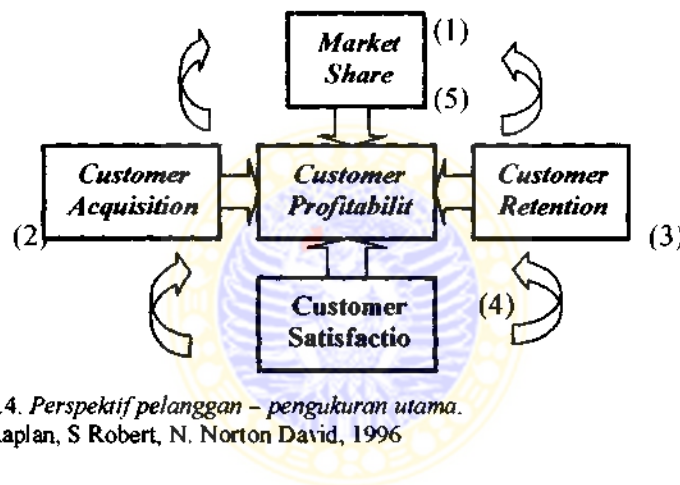 Market
Share
(1)
(5)
Customer
Acquisition
(2)
Customer
Profitabilit
Customer
Retention
(3)
Customer
Satisfactio
(4)
.4. Perspektif pelanggan – pengukuran utama.
aplan, S Robert, N. Norton David, 1996